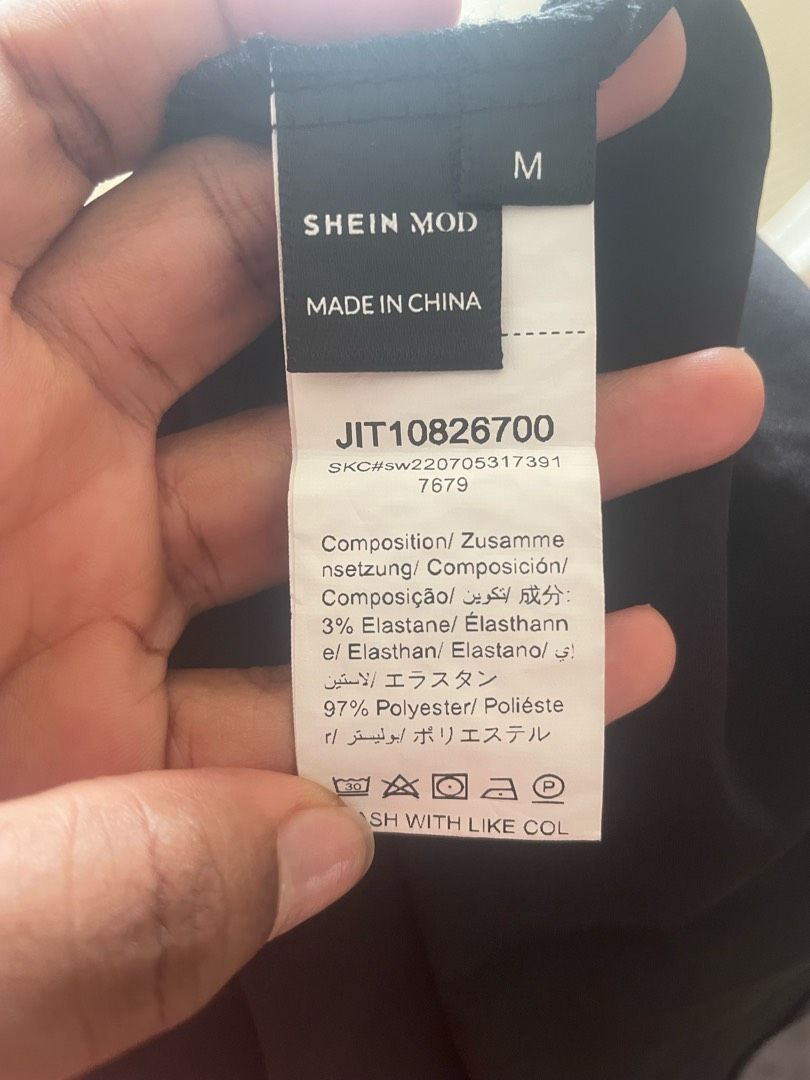 M
SHEIN MOD
MADE IN CHINA
JIT10826700
SKC#sw220705317391
7679
Composition/ Zusamme
nsetzung/ Composición/
Composição/ تكوين/ 成分:
3% Elastane/ Élasthann
e/ Elasthan/ Elastano/ إي
لاستين/ エラスタン
97% Polyester/ Poliéste
r/ بوليستر/ ポリエステル
30 P
WITH LIKE COL